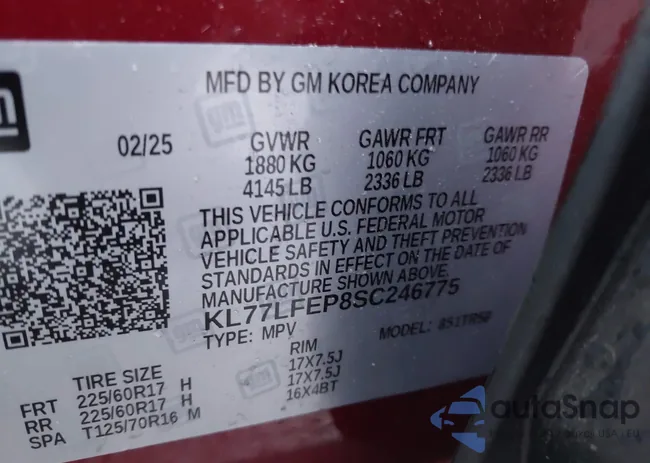 MFD BY GM KOREA COMPANY
gm
02/25 GVWR GAWR FRT GAWR RR
1880 KG 1060 KG 1060 KG
4145 LB 2336 LB 2336 LB
THIS VEHICLE CONFORMS TO ALL
APPLICABLE U.S. FEDERAL MOTOR
VEHICLE SAFETY AND THEFT PREVENTION
STANDARDS IN EFFECT ON THE DATE OF
MANUFACTURE SHOWN ABOVE.
KL77LFEP8SC246775
TYPE: MPV MODEL:
TIRE SIZE RIM
FRT 225/60R17 H 17X7.5J
RR 225/60R17 H 17X7.5J
SPA T125/70R16 M 16X4BT
autoSnap